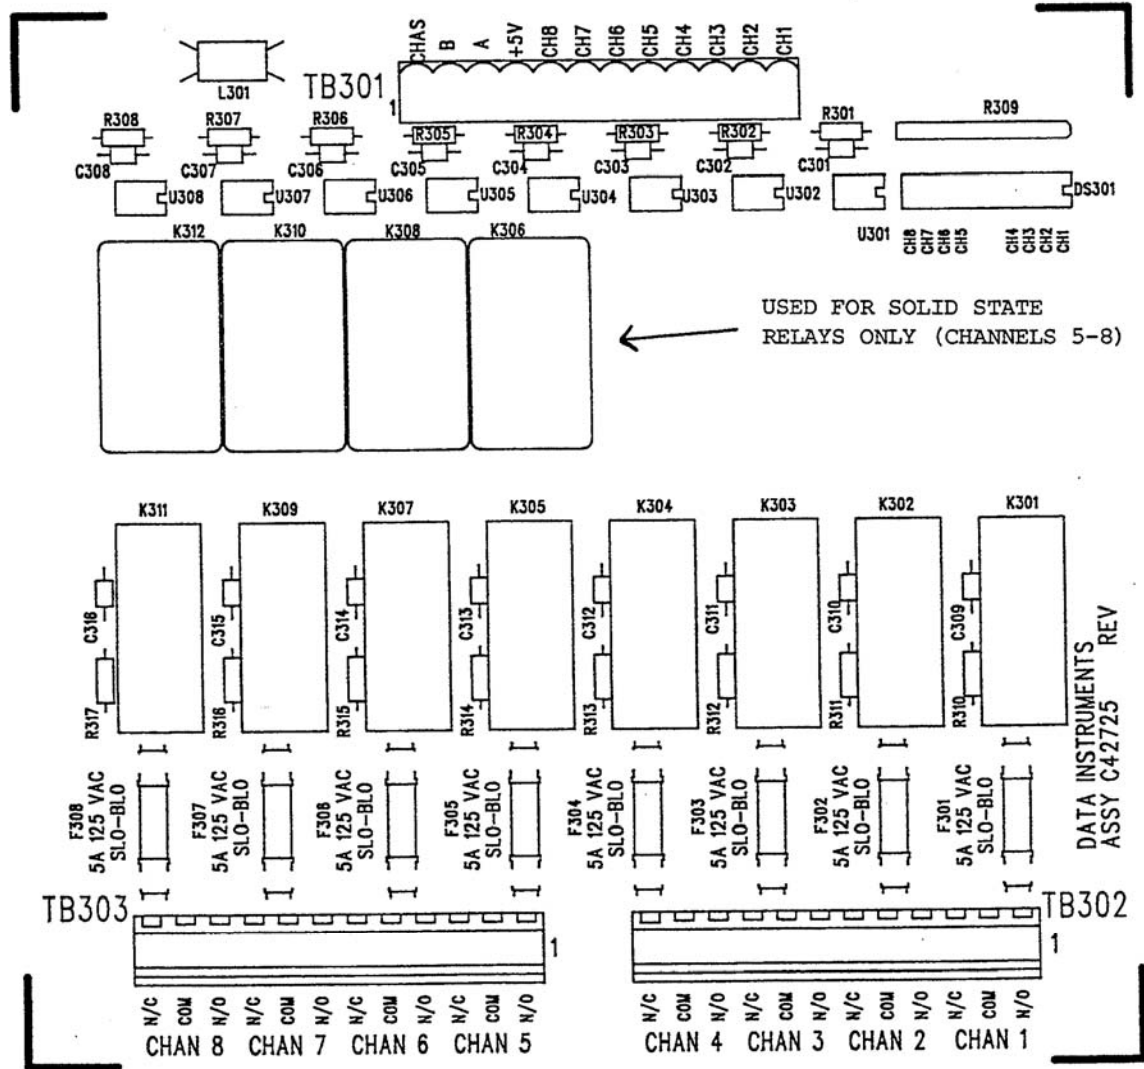 CHAS
B
A
+5V
CH8
CH7
CH6
CH5
CH4
CH3
CH2
CH1
L301
TB301
1
R308
R307
R306
R305
R304
R303
R302
R301
R309
C308
C307
C306
C305
C304
C303
C302
C301
U308
U307
U306
U305
U304
U303
U302
U301
DS301
CH8
CH7
CH6
CH5
CH4
CH3
CH2
CH1
K312
K310
K308
K306
USED FOR SOLID STATE
RELAYS ONLY (CHANNELS 5-8)
K311
K309
K307
K305
K304
K303
K302
K301
C316
C315
C314
C313
C312
C311
C310
C309
R317
R316
R315
R314
R313
R312
R311
R310
DATA INSTRUMENTS
ASSY C42725 REV
F308
5A 125 VAC
SLO-BLO
F307
5A 125 VAC
SLO-BLO
F306
5A 125 VAC
SLO-BLO
F305
5A 125 VAC
SLO-BLO
F304
5A 125 VAC
SLO-BLO
F303
5A 125 VAC
SLO-BLO
F302
5A 125 VAC
SLO-BLO
F301
5A 125 VAC
SLO-BLO
TB303
1
TB302
1
N/C COM N/O N/C COM N/O N/C COM N/O N/C COM N/O
N/C COM N/O N/C COM N/O N/C COM N/O N/C COM N/O
CHAN 8 CHAN 7 CHAN 6 CHAN 5
CHAN 4 CHAN 3 CHAN 2 CHAN 1